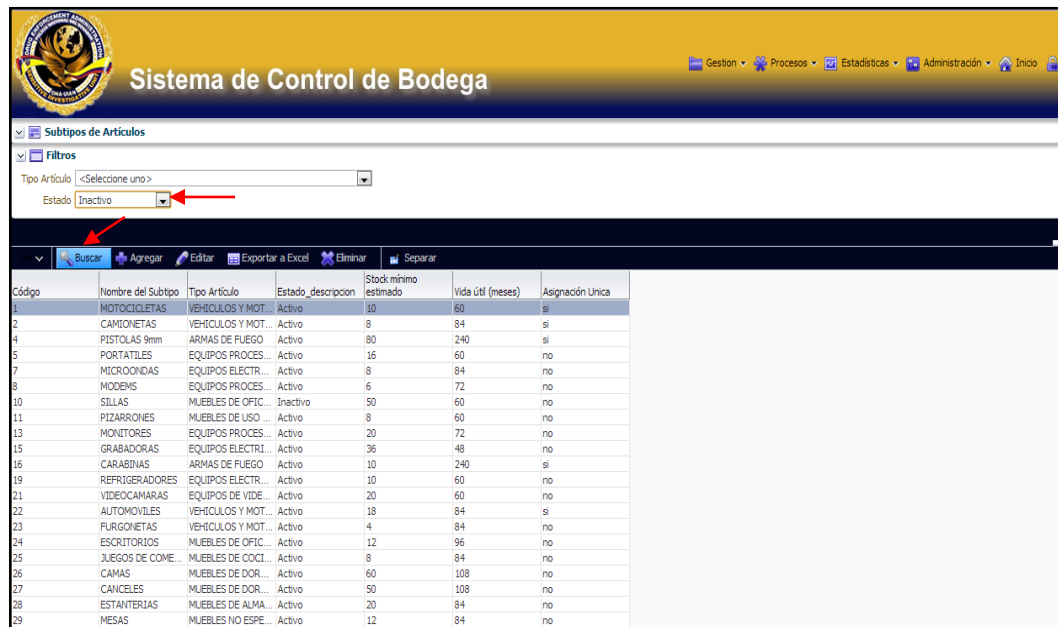 DRUG ENFORCEMENT ADMINISTRATION
Sistema de Control de Bodega
Gestion Procesos Estadísticas Administración Inicio
Subtipos de Artículos
Filtros
Tipo Artículo <Seleccione uno>
Estado Inactivo
Buscar Agregar Editar Exportar a Excel Eliminar Separar
Código Nombre del Subtipo Tipo Artículo Estado_descripcion Stock mínimo estimado Vida útil (meses) Asignación Unica
1 MOTOCICLETAS VEHICULOS Y MOT... Activo 10 60 si
2 CAMIONETAS VEHICULOS Y MOT... Activo 8 84 si
4 PISTOLAS 9mm ARMAS DE FUEGO Activo 80 240 si
5 PORTATILES EQUIPOS PROCES... Activo 16 60 no
7 MICROONDAS EQUIPOS ELECTR... Activo 8 84 no
8 MODEMS EQUIPOS PROCES... Activo 6 72 no
10 SILLAS MUEBLES DE OFIC... Inactivo 50 60 no
11 PIZARRONES MUEBLES DE USO ... Activo 8 60 no
13 MONITORES EQUIPOS PROCES... Activo 20 72 no
15 GRABADORAS EQUIPOS ELECTRI... Activo 36 48 no
16 CARABINAS ARMAS DE FUEGO Activo 10 240 si
19 REFRIGERADORES EQUIPOS ELECTR... Activo 10 60 no
21 VIDEOCAMARAS EQUIPOS DE VIDE... Activo 20 60 no
22 AUTOMOVILES VEHICULOS Y MOT... Activo 18 84 si
23 FURGONETAS VEHICULOS Y MOT... Activo 4 84 no
24 ESCRITORIOS MUEBLES DE OFIC... Activo 12 96 no
25 JUEGOS DE COME... MUEBLES DE COCI... Activo 8 84 no
26 CAMAS MUEBLES DE DOR... Activo 60 108 no
27 CANCELES MUEBLES DE DOR... Activo 50 108 no
28 ESTANTERIAS MUEBLES DE ALMA... Activo 20 84 no
29 MESAS MUEBLES NO ESPE... Activo 12 84 no